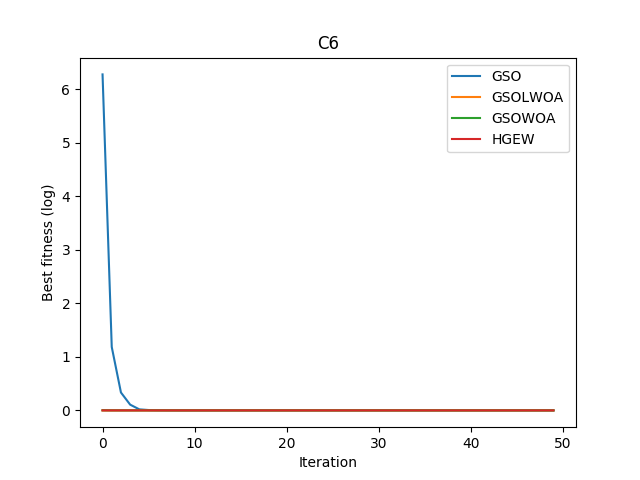 C6
GSO
GSOLWOA
GSOWOA
HGEW
6
5
4
3
2
1
0
Best fitness (log)
0 10 20 30 40 50
Iteration